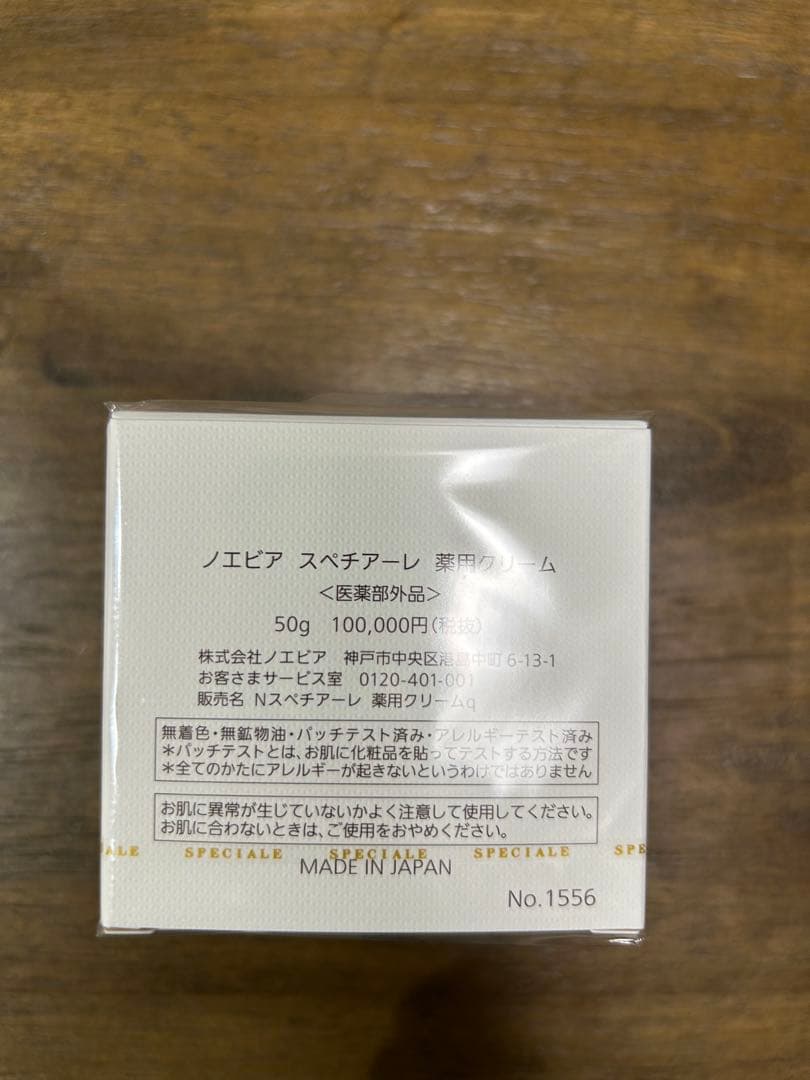 ノエビア スペチアーレ 薬用クリーム
<医薬部外品>
50g 100,000円(税抜)
株式会社ノエビア 神戸市中央区港島中町6-13-1
お客さまサービス室 0120-401-001
販売名 Nスペチアーレ 薬用クリームq
無着色・無鉱物油・パッチテスト済み・アレルギーテスト済み
*パッチテストとは、お肌に化粧品を貼ってテストする方法です
*全てのかたにアレルギーが起きないというわけではありません
お肌に異常が生じていないかよく注意して使用してください。
お肌に合わないときは、ご使用をおやめください。
ALE SPECIALE SPECIALE SPECIALE SPE
MADE IN JAPAN
No.1556